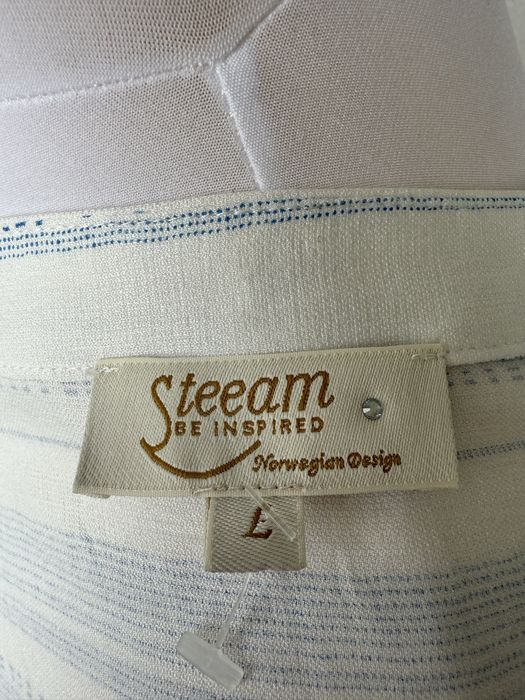 Steeam
BE INSPIRED
Norwegian Design
L